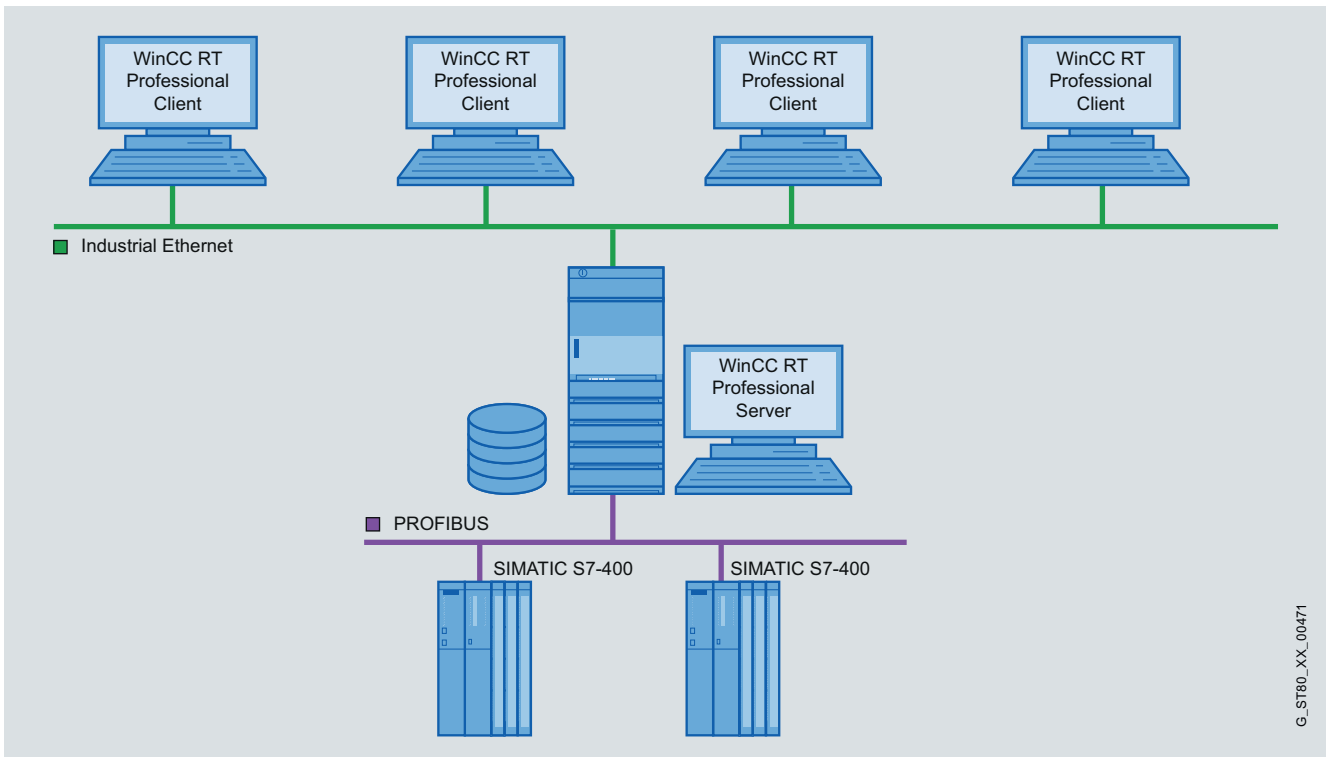 WinCC RT
Professional
Client
WinCC RT
Professional
Client
WinCC RT
Professional
Client
WinCC RT
Professional
Client
Industrial Ethernet
WinCC RT
Professional
Server
PROFIBUS
SIMATIC S7-400
SIMATIC S7-400
G_ST80_XX_00471